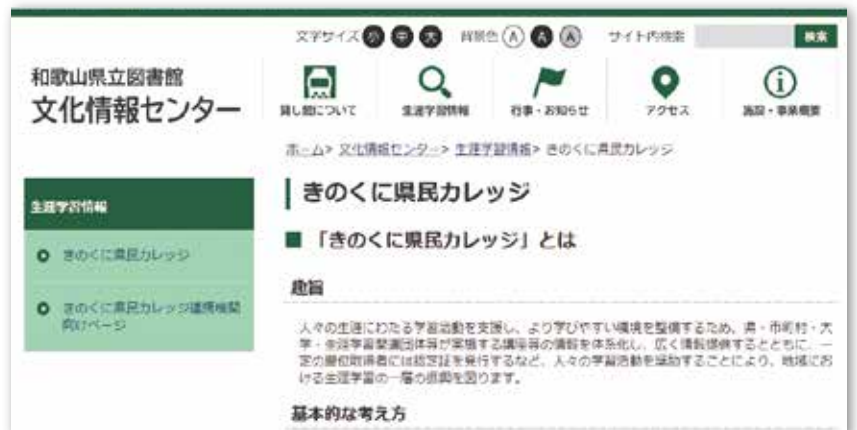 文字サイズ 小 中 大 背景色 A A A サイト内検索 検索
和歌山県立図書館
文化情報センター
貸し館について 生涯学習情報 行事・お知らせ アクセス 施設・事業概要
ホーム> 文化情報センター> 生涯学習情報> きのくに県民カレッジ
生涯学習情報
きのくに県民カレッジ
きのくに県民カレッジ連携機関
向けページ
きのくに県民カレッジ
「きのくに県民カレッジ」とは
趣旨
人々の生涯にわたる学習活動を支援し、より学びやすい環境を整備するため、県・市町村・大
学・生涯学習関連団体等が実施する講座等の情報を体系化し、広く情報提供するとともに、一
定の単位取得者には認定証を発行するなど、人々の学習活動を奨励することにより、地域にお
ける生涯学習の一層の振興を図ります。
基本的な考え方